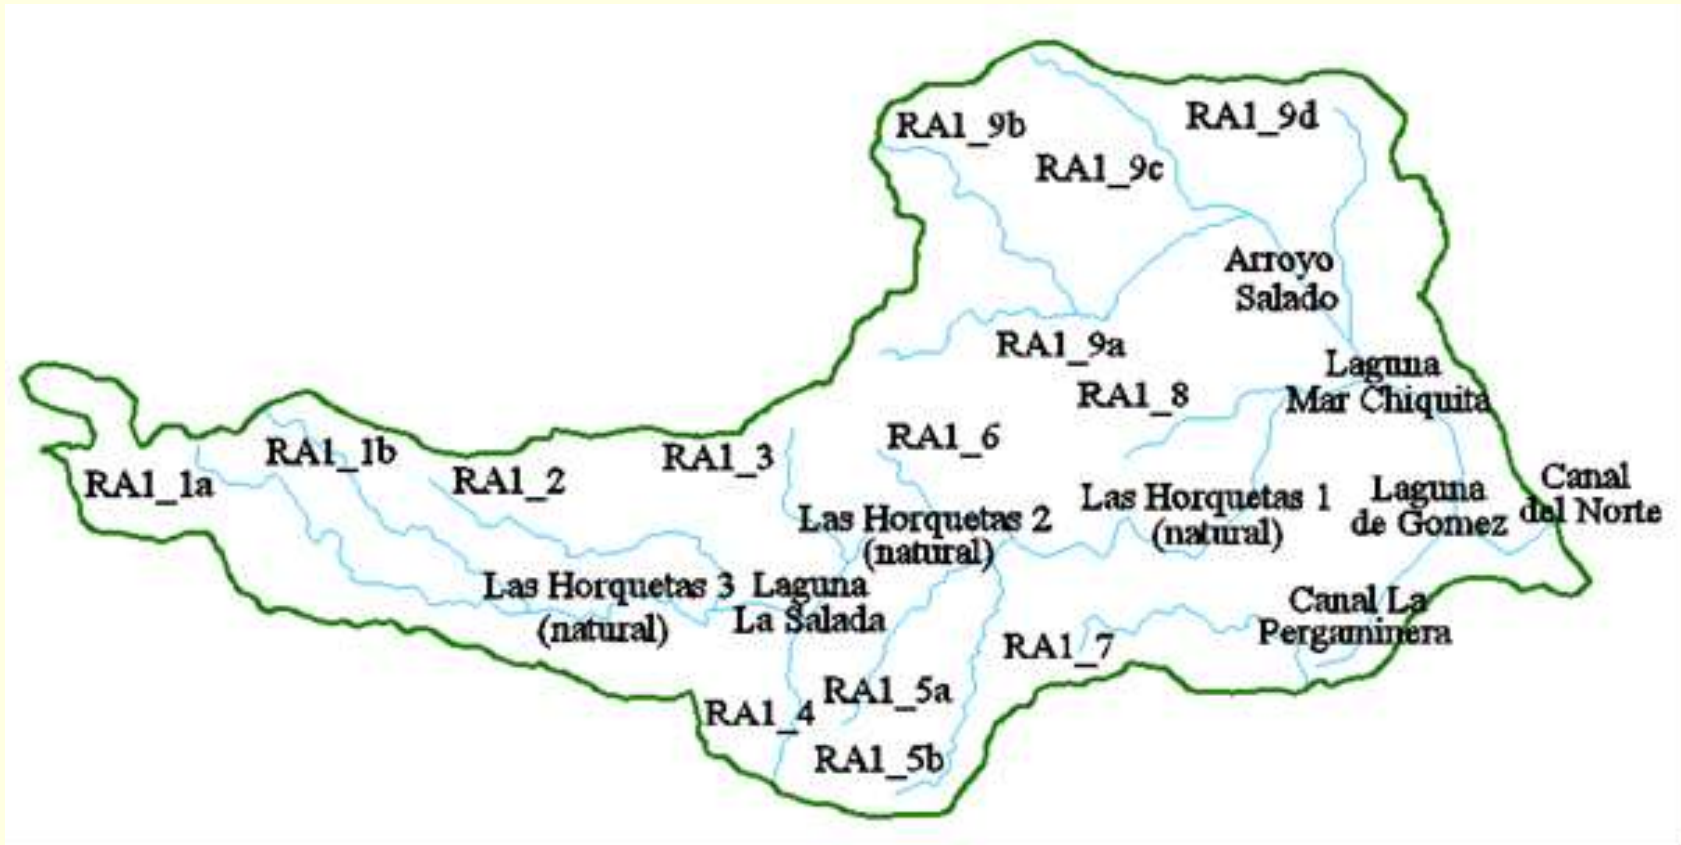 RA1_9b
RA1_9d
RA1_9c
Arroyo
Salado
RA1_9a
Laguna
Mar Chiquita
RA1_8
RA1_6
RA1_3
RA1_1b
RA1_2
RA1_1a
Las Horquetas 2
(natural)
Las Horquetas 1
(natural)
Laguna
de Gomez
Canal
del Norte
Las Horquetas 3
(natural)
Laguna
La Salada
Canal La
Pergaminera
RA1_7
RA1_5a
RA1_4
RA1_5b